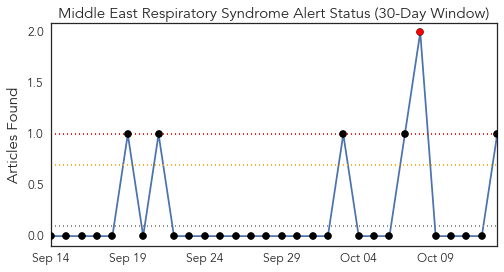 Middle East Respiratory Syndrome Alert Status (30-Day Window)
Articles Found
2.0
1.5
1.0
0.5
0.0
Sep 14 Sep 19 Sep 24 Sep 29 Oct 04 Oct 09